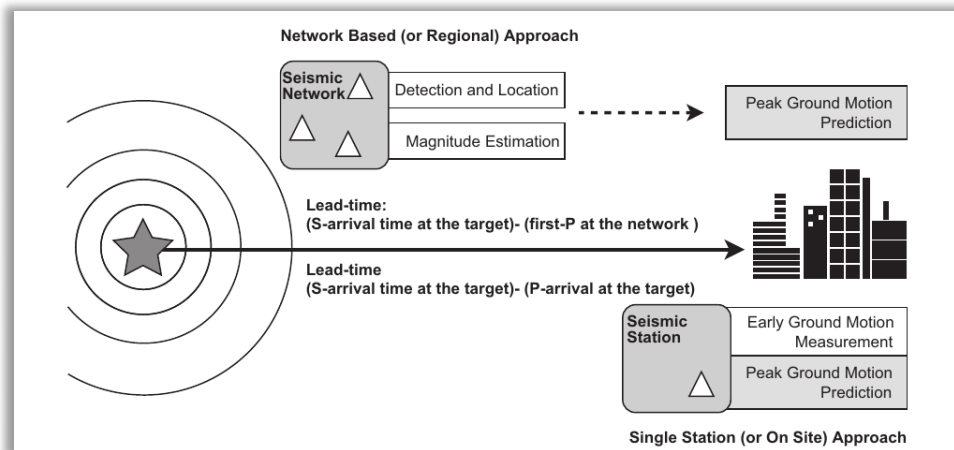 Network Based (or Regional) Approach
Seismic
Network
Detection and Location
Magnitude Estimation
Peak Ground Motion
Prediction
Lead-time:
(S-arrival time at the target)- (first-P at the network )
Lead-time
(S-arrival time at the target)- (P-arrival at the target)
Seismic
Station
Early Ground Motion
Measurement
Peak Ground Motion
Prediction
Single Station (or On Site) Approach